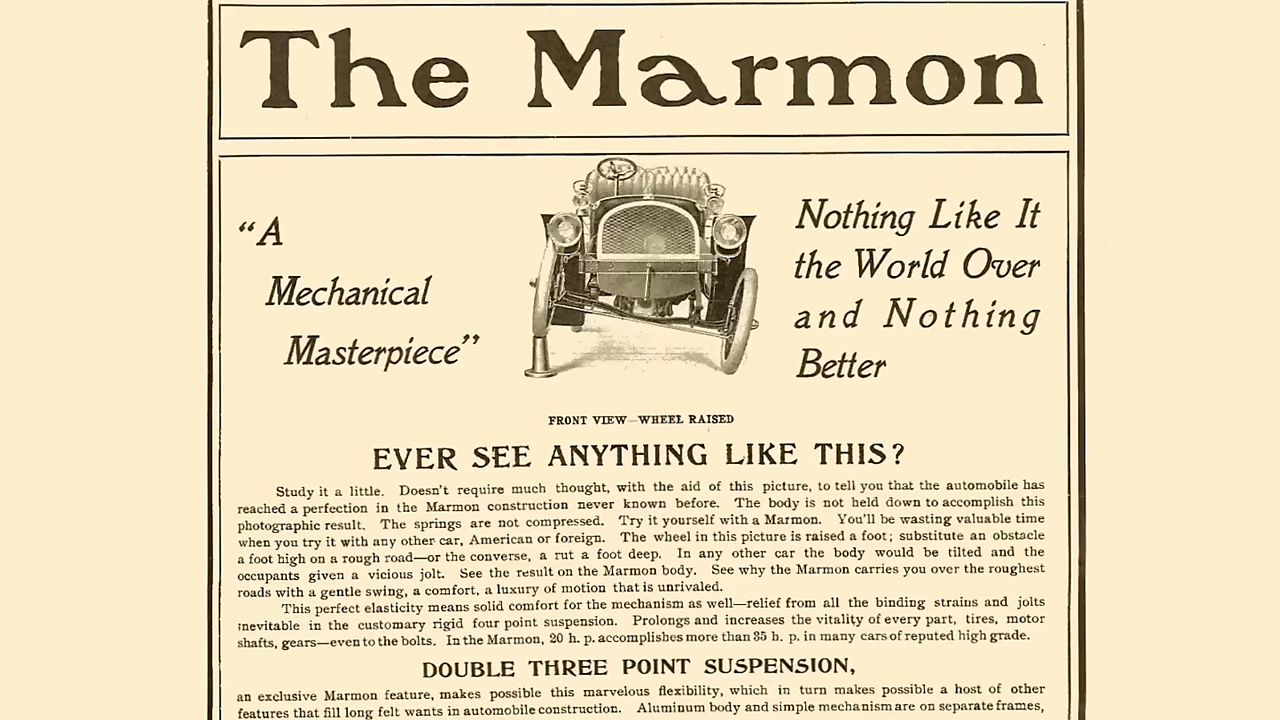 The Marmon
"A
Mechanical
Masterpiece"
Nothing Like It
the World Over
and Nothing
Better
FRONT VIEW—WHEEL RAISED
EVER SEE ANYTHING LIKE THIS?
Study it a little. Doesn't require much thought, with the aid of this picture, to tell you that the automobile has
reached a perfection in the Marmon construction never known before. The body is not held down to accomplish this
photographic result. The springs are not compressed. Try it yourself with a Marmon. You'll be wasting valuable time
when you try it with any other car, American or foreign. The wheel in this picture is raised a foot; substitute an obstacle
a foot high on a rough road—or the converse, a rut a foot deep. In any other car the body would be tilted and the
occupants given a vicious jolt. See the result on the Marmon body. See why the Marmon carries you over the roughest
roads with a gentle swing, a comfort, a luxury of motion that is unrivaled.
This perfect elasticity means solid comfort for the mechanism as well—relief from all the binding strains and jolts
inevitable in the customary rigid four point suspension. Prolongs and increases the vitality of every part, tires, motor
shafts, gears—even to the bolts. In the Marmon, 20 h. p. accomplishes more than 35 h. p. in many cars of reputed high grade.
DOUBLE THREE POINT SUSPENSION,
an exclusive Marmon feature, makes possible this marvelous flexibility, which in turn makes possible a host of other
features that fill long felt wants in automobile construction. Aluminum body and simple mechanism are on separate frames,